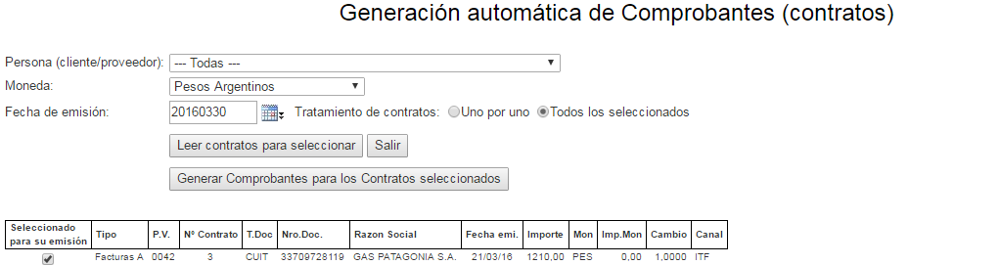 Generación automática de Comprobantes (contratos)
Persona (cliente/proveedor): --- Todas ---
Moneda: Pesos Argentinos
Fecha de emisión: 20160330 Tratamiento de contratos: Uno por uno Todos los seleccionados
Leer contratos para seleccionar Salir
Generar Comprobantes para los Contratos seleccionados
Seleccionado para su emisión Tipo P.V. Nº Contrato T.Doc Nro.Doc. Razon Social Fecha emi. Importe Mon Imp.Mon Cambio Canal
Facturas A 0042 3 CUIT 33709728119 GAS PATAGONIA S.A. 21/03/16 1210,00 PES 0,00 1,0000 ITF